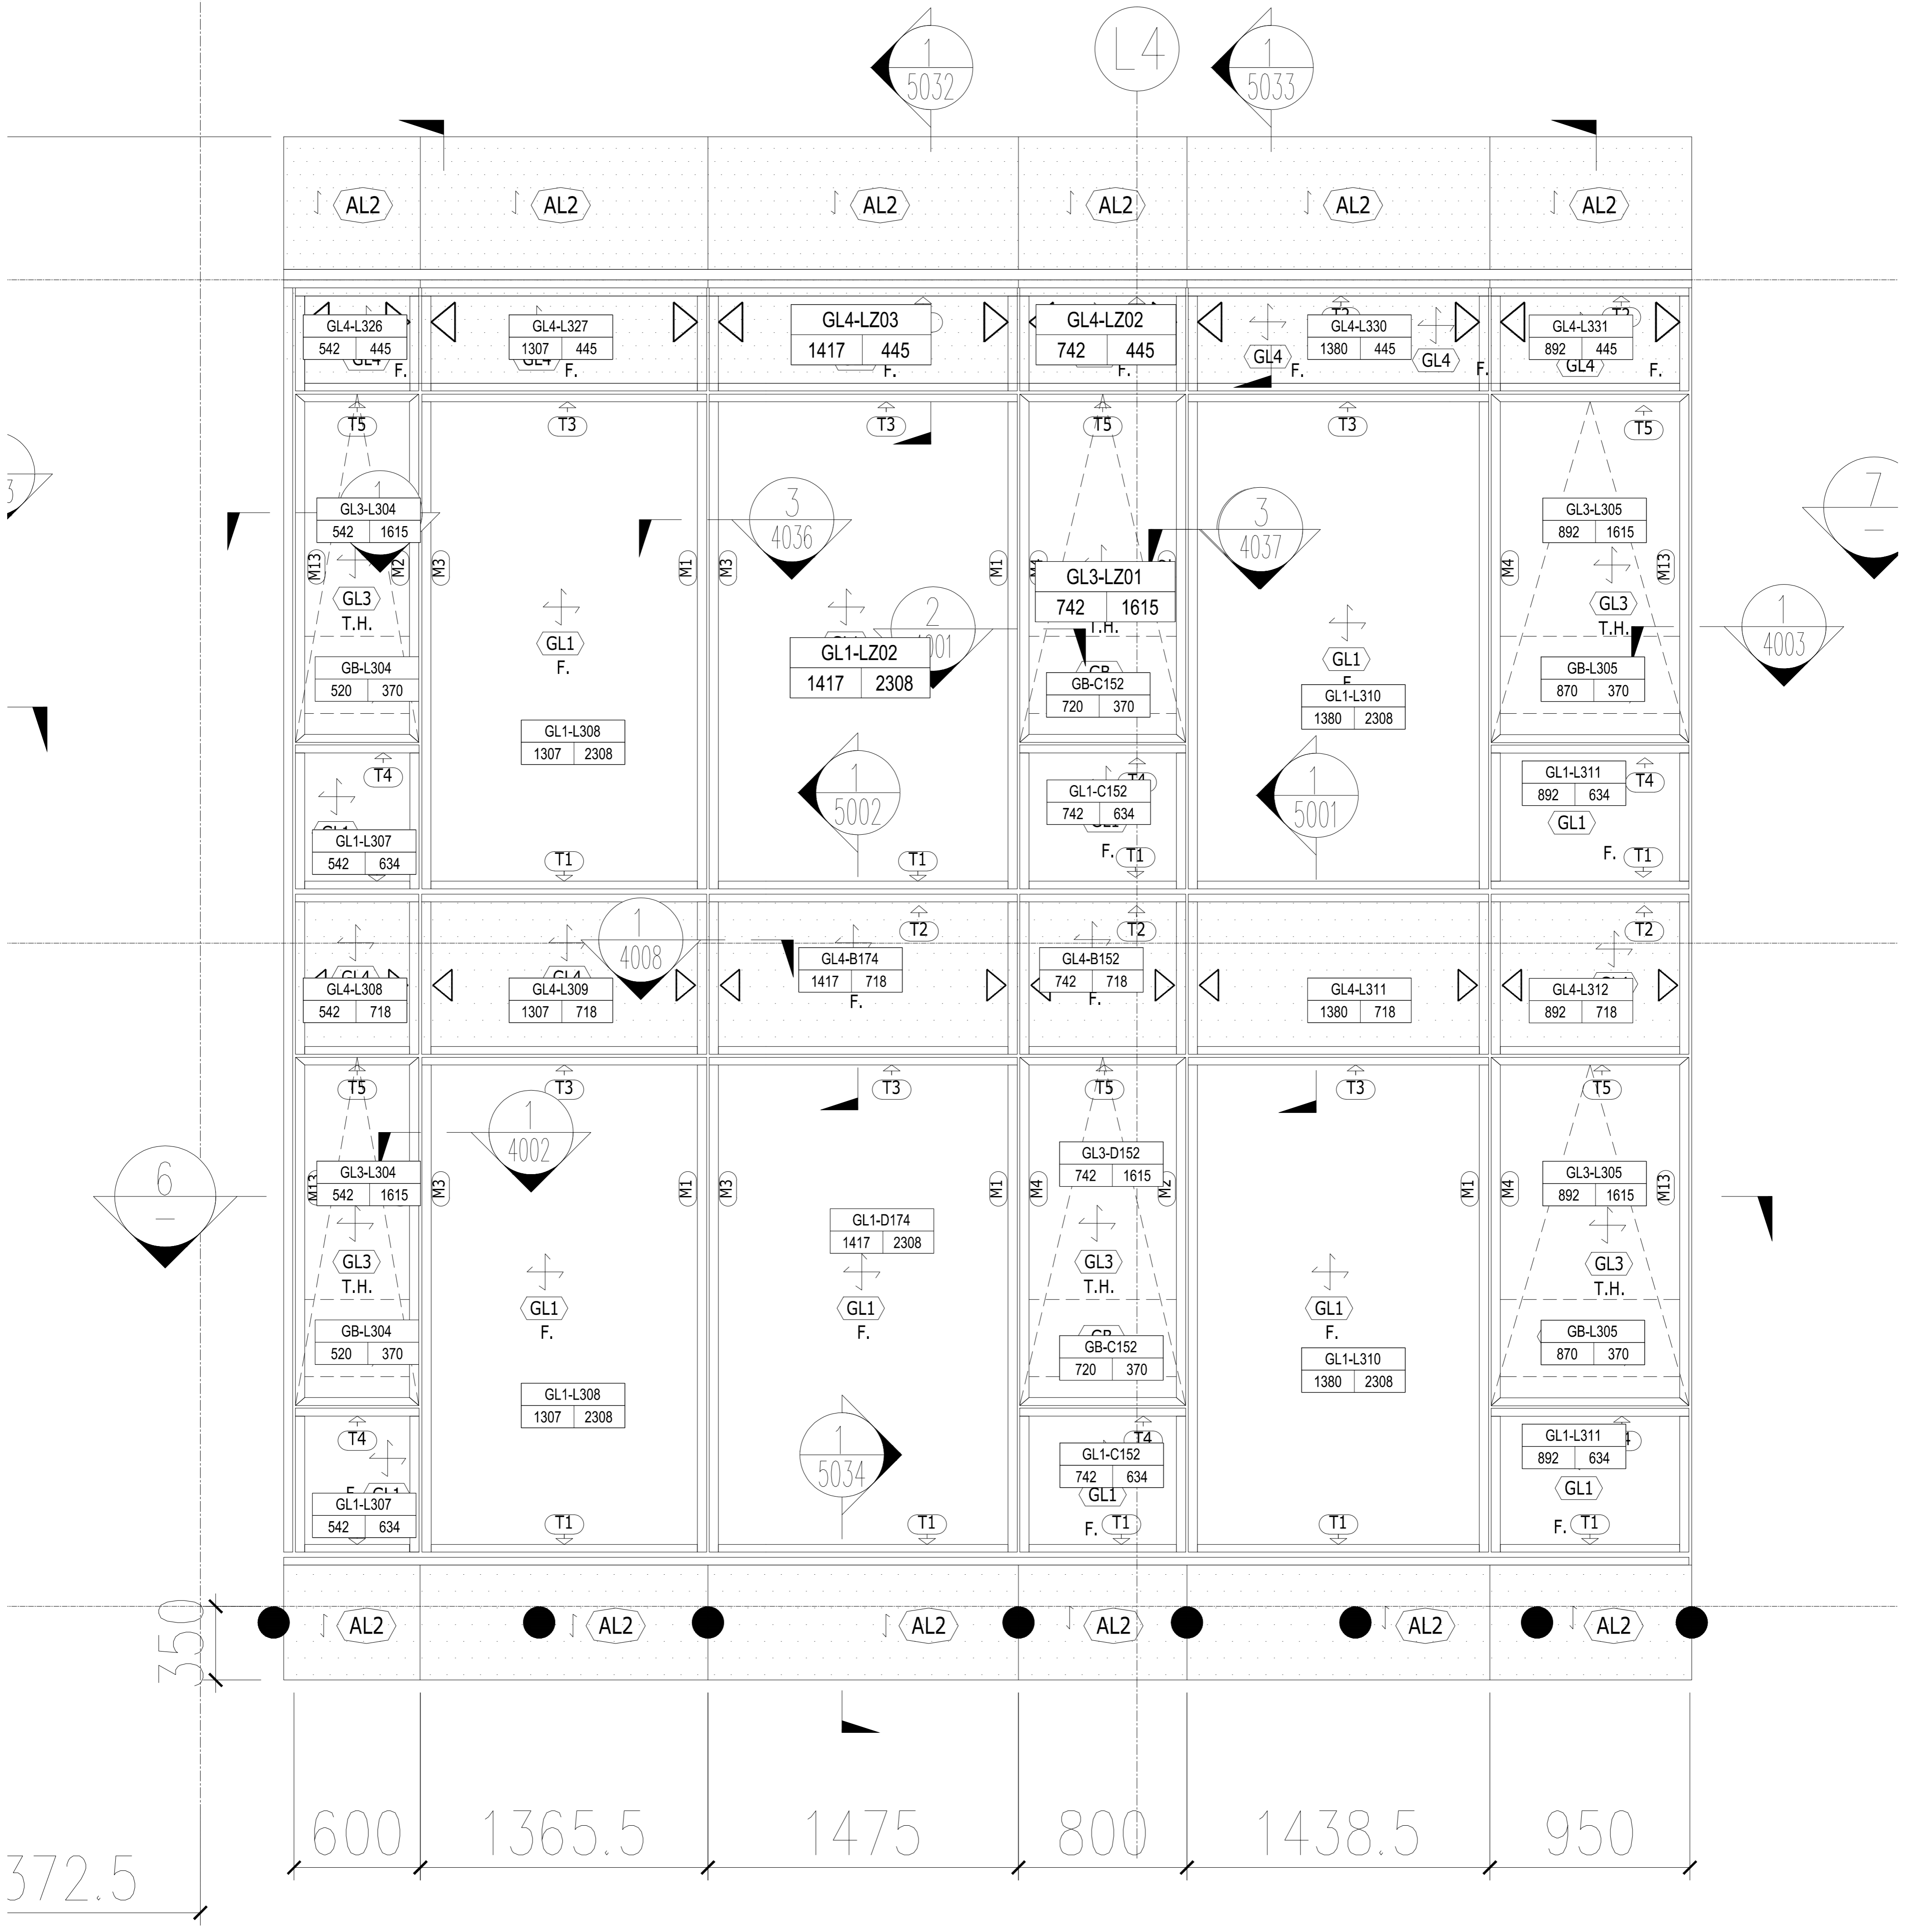 1
5032
L4
1
5033
AL2 AL2 AL2 AL2 AL2 AL2
GL4-L326
542 445
F.
GL4-L327
1307 445
F.
GL4-LZ03
1417 445
F.
GL4-LZ02
742 445
F.
GL4
F.
GL4-L330
1380 445
GL4
F.
GL4-L331
892 445
GL4
F.
T5 T3 T3 T5 T3 T5
GL3-L304
542 1615
M13
M2
M3
M1
M3
M1
M4
M13
3
4036
3
4037
GL3-L305
892 1615
7
1
4003
GL3
T.H.
GL1
F.
2
GL3-LZ01
742 1615
T.H.
GL1
GL3
T.H.
GL1-LZ02
1417 2308
GB-L304
520 370
GB-C152
720 370
GL1-L310
1380 2308
GB-L305
870 370
GL1-L308
1307 2308
T4
1
5002
GL1-C152
742 634
1
5001
GL1-L311
892 634
T4
GL1
GL1-L307
542 634
T1
T1
F. T1
F. T1
1
4008
T2 T2 T2
GL4-L308
542 718
GL4-L309
1307 718
GL4-B174
1417 718
F.
GL4-B152
742 718
F.
GL4-L311
1380 718
GL4-L312
892 718
T5 T3 T3 T5 T3 T5
1
4002
6
GL3-L304
542 1615
M13
M3
M1
M3
M1
M4
GL3-D152
742 1615
M2
M1
M4
GL3-L305
892 1615
M13
GL3
T.H.
GL1
F.
GL1-D174
1417 2308
GL1
F.
GL3
T.H.
GL1
F.
GL3
T.H.
GB-L304
520 370
GB-C152
720 370
GL1-L310
1380 2308
GB-L305
870 370
GL1-L308
1307 2308
T4
1
5034
T4
GL1-C152
742 634
GL1
F.
GL1-L311
892 634
GL1
F.
GL1-L307
542 634
T1 T1 T1 T1 T1
350
AL2 AL2 AL2 AL2 AL2 AL2
600 1365.5 1475 800 1438.5 950
372.5